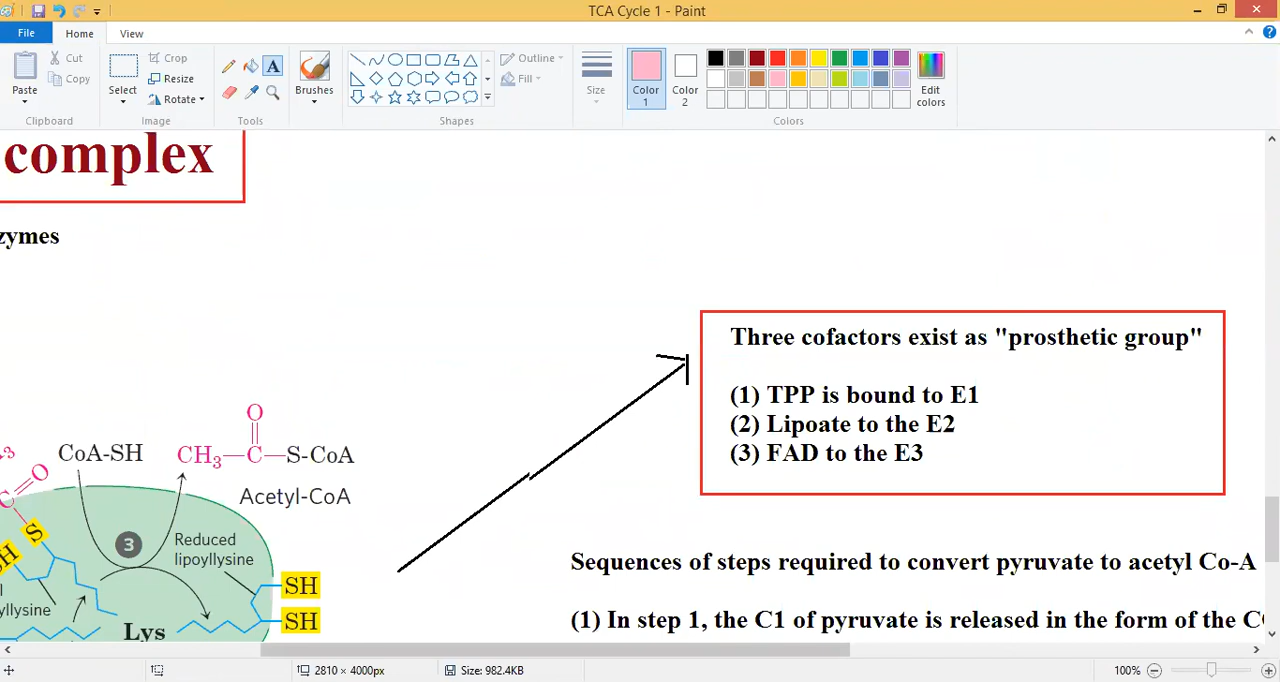 TCA Cycle 1 - Paint
File
Home
View
Paste
Cut
Copy
Clipboard
Select
Crop
Resize
Rotate
Image
A
Tools
Brushes
Outline
Fill
Shapes
Size
Color 1
Color 2
Edit colors
Colors
complex
zymes
Three cofactors exist as "prosthetic group"
(1) TPP is bound to E1
(2) Lipoate to the E2
(3) FAD to the E3
O
CoA-SH
CH3—C—S-CoA
Acetyl-CoA
O
C
S
3
Reduced
lipoyllysine
SH
SH
yllysine
Lys
Sequences of steps required to convert pyruvate to acetyl Co-A
(1) In step 1, the C1 of pyruvate is released in the form of the
2810 × 4000px
Size: 982.4KB
100%